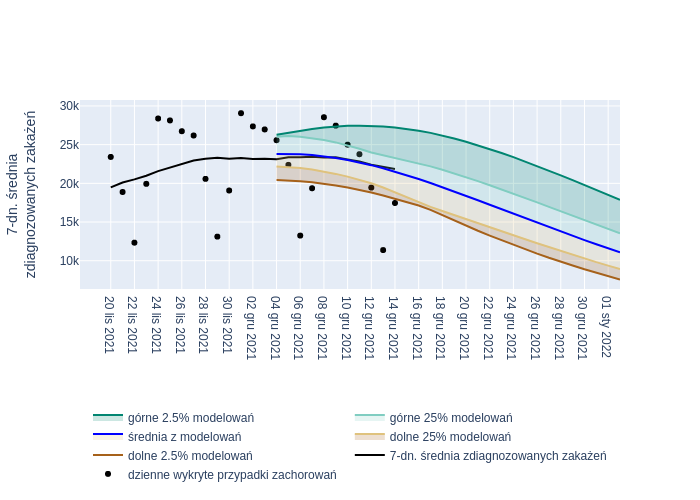 30k
25k
20k
15k
10k
7-dn. średnia
zdiagnozowanych zakażeń
20 lis 2021
22 lis 2021
24 lis 2021
26 lis 2021
28 lis 2021
30 lis 2021
02 gru 2021
04 gru 2021
06 gru 2021
08 gru 2021
10 gru 2021
12 gru 2021
14 gru 2021
16 gru 2021
18 gru 2021
20 gru 2021
22 gru 2021
24 gru 2021
26 gru 2021
28 gru 2021
30 gru 2021
01 sty 2022
górne 2.5% modelowań
górne 25% modelowań
średnia z modelowań
dolne 25% modelowań
dolne 2.5% modelowań
7-dn. średnia zdiagnozowanych zakażeń
dzienne wykryte przypadki zachorowań